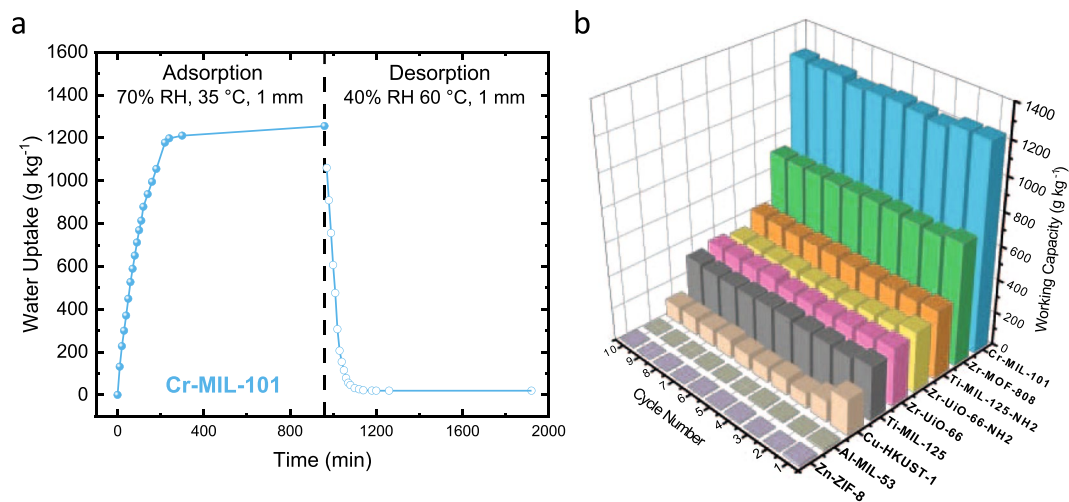 a
1600
1400
1200
1000
800
600
400
200
0
Water Uptake (g kg⁻¹)
Adsorption
70% RH, 35 °C, 1 mm
Desorption
40% RH 60 °C, 1 mm
Cr-MIL-101
0
400
800
1200
1600
2000
Time (min)
b
1400
1200
1000
800
600
400
200
0
Working Capacity (g kg⁻¹)
10
9
8
7
6
5
4
3
2
1
Cycle Number
Cr-MIL-101
Zr-MOF-808
Ti-MIL-125-NH2
Zr-UiO-66-NH2
Zr-UiO-66
Ti-MIL-125
Cu-HKUST-1
Al-MIL-53
Zn-ZIF-8